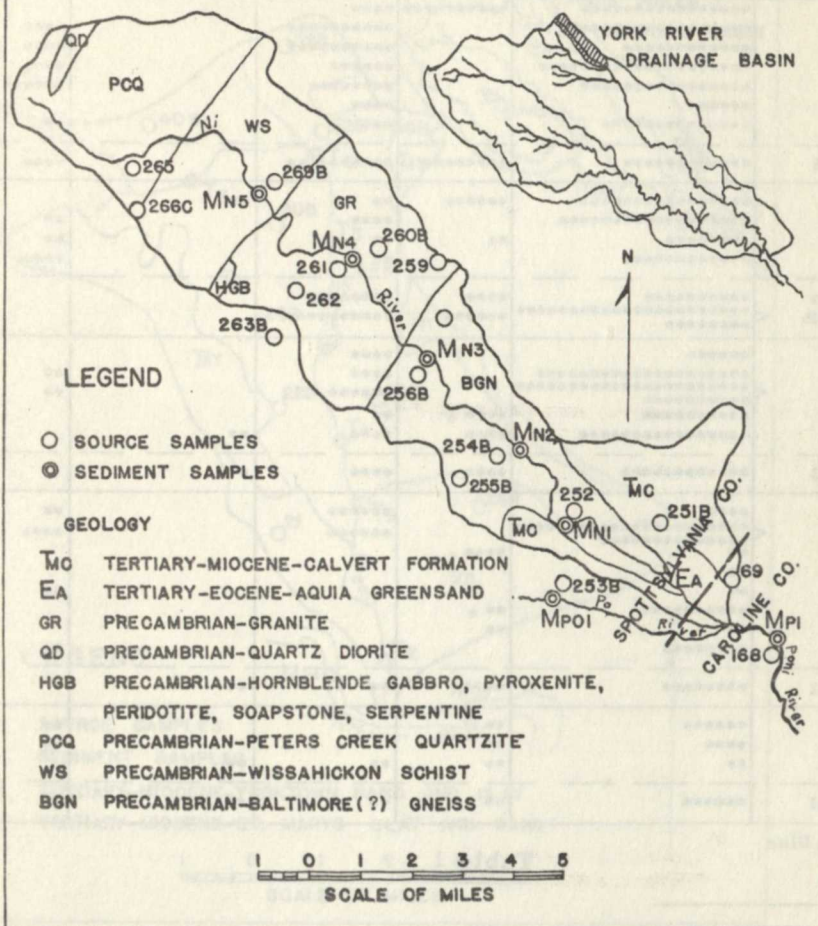 YORK RIVER
DRAINAGE BASIN
QD
PCQ
Ni
WS
265
269B
MN5
266C
GR
MN4
260B
261
259
HGB
262
River
263B
N
MN3
BGN
256B
MN2
254B
255B
TMC
252
251B
TMC
MN1
EA
69
253B
Po
MPO1
River
SPOTTSYLVANIA CO.
CAROLINE CO.
MP1
168
Poni River
LEGEND
SOURCE SAMPLES
SEDIMENT SAMPLES
GEOLOGY
TMC TERTIARY-MIOCENE-CALVERT FORMATION
EA TERTIARY-EOCENE-AQUIA GREENSAND
GR PRECAMBRIAN-GRANITE
QD PRECAMBRIAN-QUARTZ DIORITE
HGB PRECAMBRIAN-HORNBLENDE GABBRO, PYROXENITE,
PERIDOTITE, SOAPSTONE, SERPENTINE
PCQ PRECAMBRIAN-PETERS CREEK QUARTZITE
WS PRECAMBRIAN-WISSAHICKON SCHIST
BGN PRECAMBRIAN-BALTIMORE(?) GNEISS
1 0 1 2 3 4 5
SCALE OF MILES